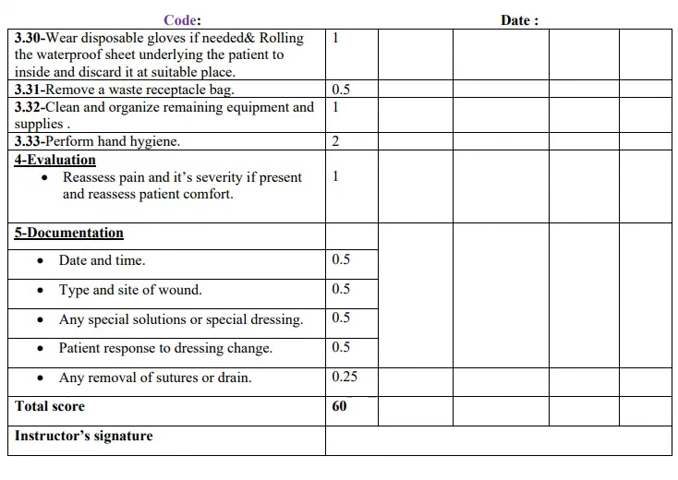 Code: Date :
3.30-Wear disposable gloves if needed& Rolling 1
the waterproof sheet underlying the patient to
inside and discard it at suitable place.
3.31-Remove a waste receptacle bag. 0.5
3.32-Clean and organize remaining equipment and 1
supplies .
3.33-Perform hand hygiene. 2
4-Evaluation
• Reassess pain and it's severity if present 1
and reassess patient comfort.
5-Documentation
• Date and time. 0.5
• Type and site of wound. 0.5
• Any special solutions or special dressing. 0.5
• Patient response to dressing change. 0.5
• Any removal of sutures or drain. 0.25
Total score 60
Instructor's signature